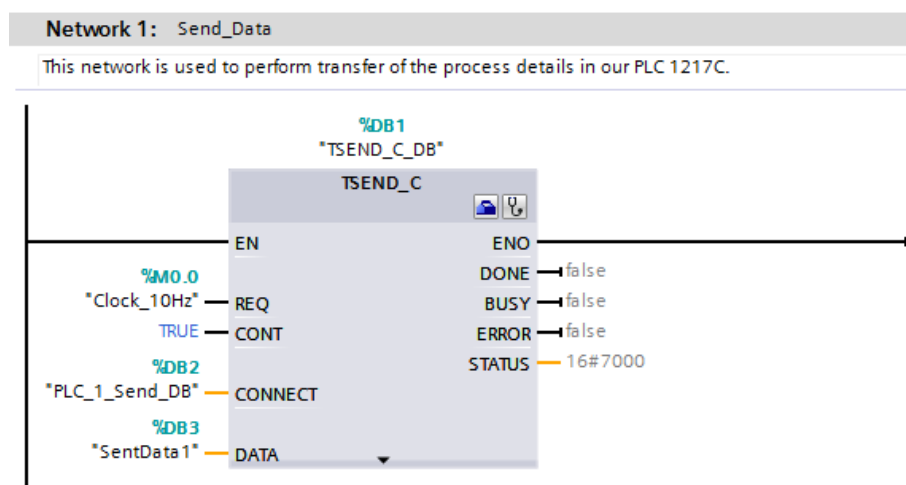 Network 1: Send_Data
This network is used to perform transfer of the process details in our PLC 1217C.
%DB1
"TSEND_C_DB"
TSEND_C
EN ENO
DONE false
%M0.0
"Clock_10Hz" REQ BUSY false
TRUE CONT ERROR false
STATUS 16#7000
%DB2
"PLC_1_Send_DB" CONNECT
%DB3
"SentData1" DATA